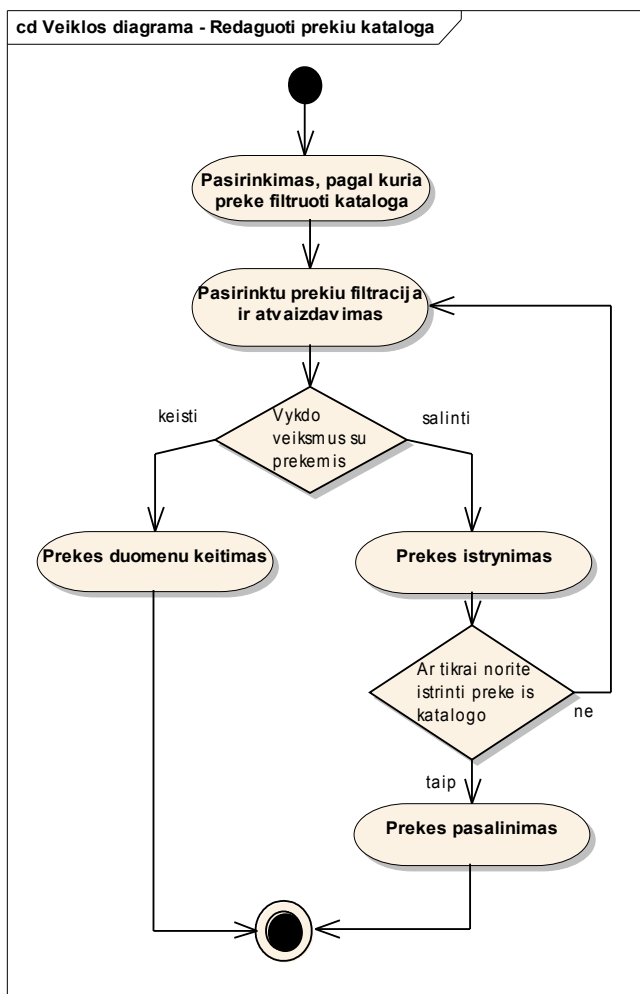 cd Veiklos diagrama - Redaguoti prekiu kataloga
Pasirinkimas, pagal kuria
preke filtruoti kataloga
Pasirinktu prekiu filtracija
ir atvaizdavimas
keisti
Vykdo
veiksmus su
prekemis
salinti
Prekes duomenu keitimas
Prekes istrynimas
Ar tikrai norite
istrinti preke is
katalogo
ne
taip
Prekes pasalinimas